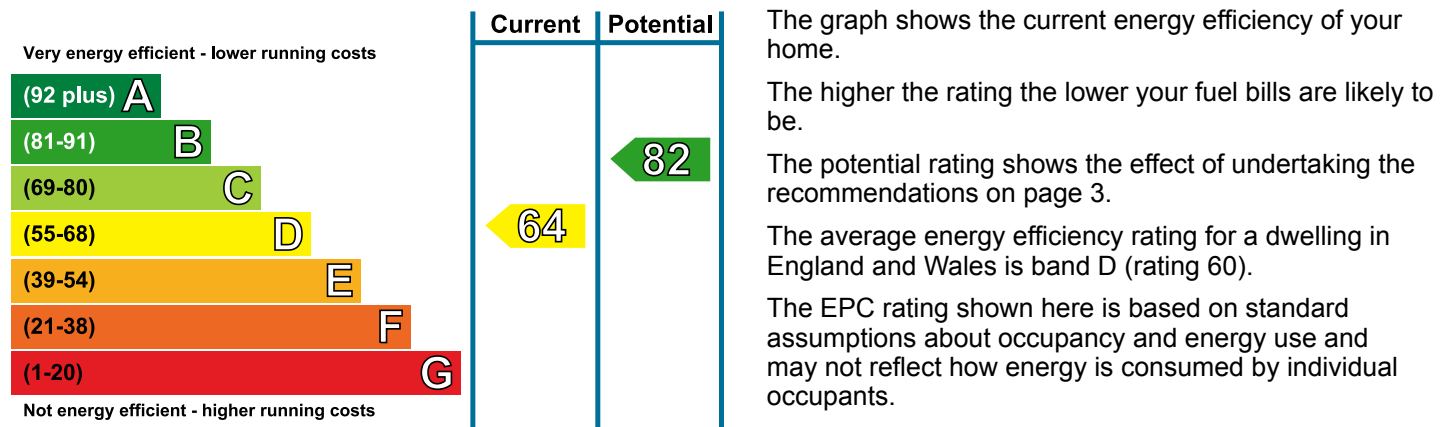 Current Potential
Very energy efficient - lower running costs
(92 plus) A
(81-91) B
(69-80) C
(55-68) D
(39-54) E
(21-38) F
(1-20) G
Not energy efficient - higher running costs
64
82
The graph shows the current energy efficiency of your
home.
The higher the rating the lower your fuel bills are likely to
be.
The potential rating shows the effect of undertaking the
recommendations on page 3.
The average energy efficiency rating for a dwelling in
England and Wales is band D (rating 60).
The EPC rating shown here is based on standard
assumptions about occupancy and energy use and
may not reflect how energy is consumed by individual
occupants.